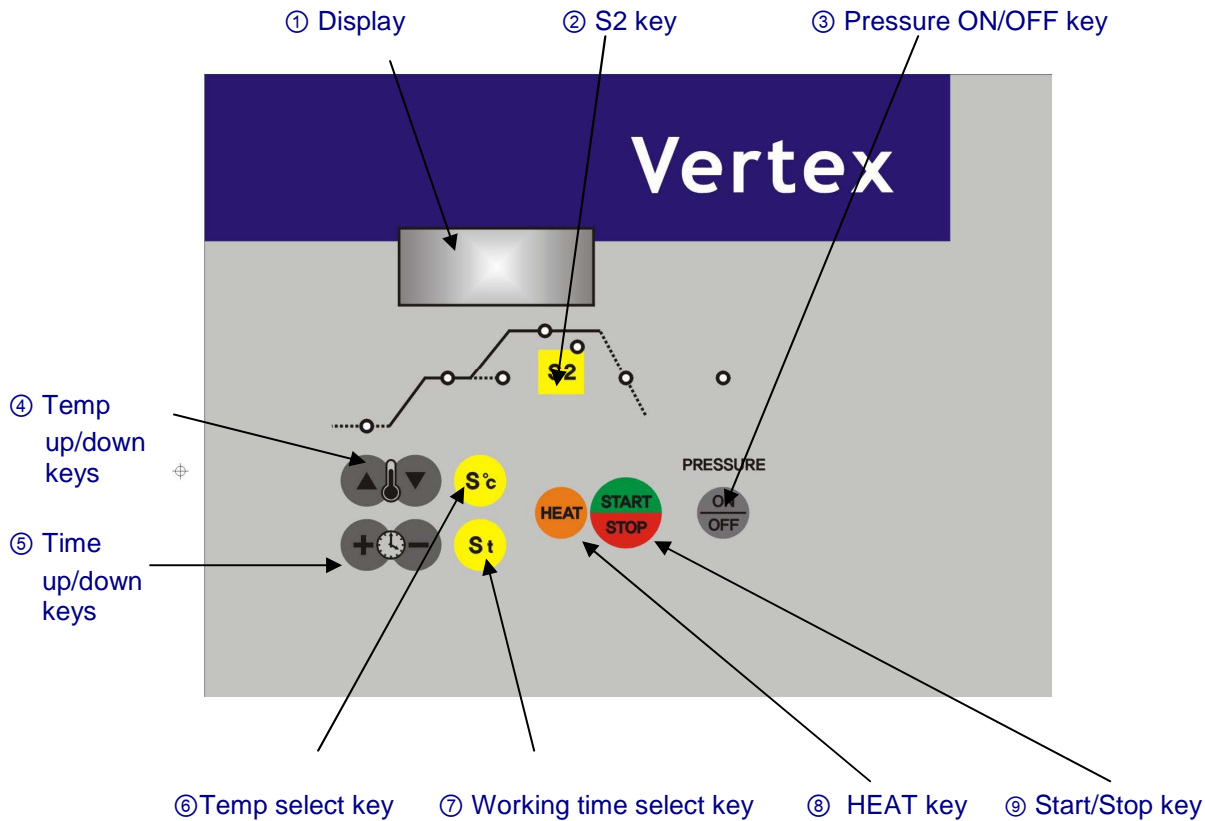 ① Display
② S2 key
③ Pressure ON/OFF key
Vertex
S2
④ Temp
up/down
keys
PRESSURE
S°c
START
ON
HEAT
STOP
OFF
⑤ Time
up/down
keys
St
⑥Temp select key
⑦ Working time select key
⑧ HEAT key
⑨ Start/Stop key